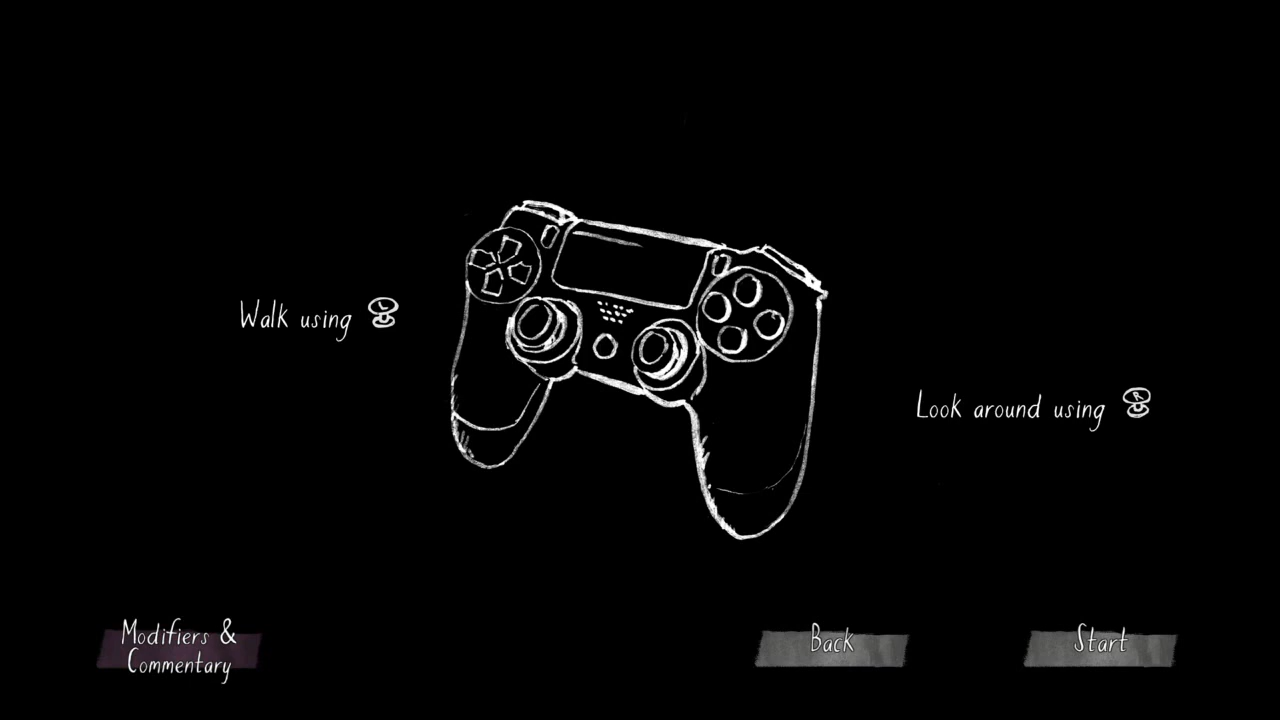 Walk using
Look around using
Modifiers &
Commentary
Back
Start